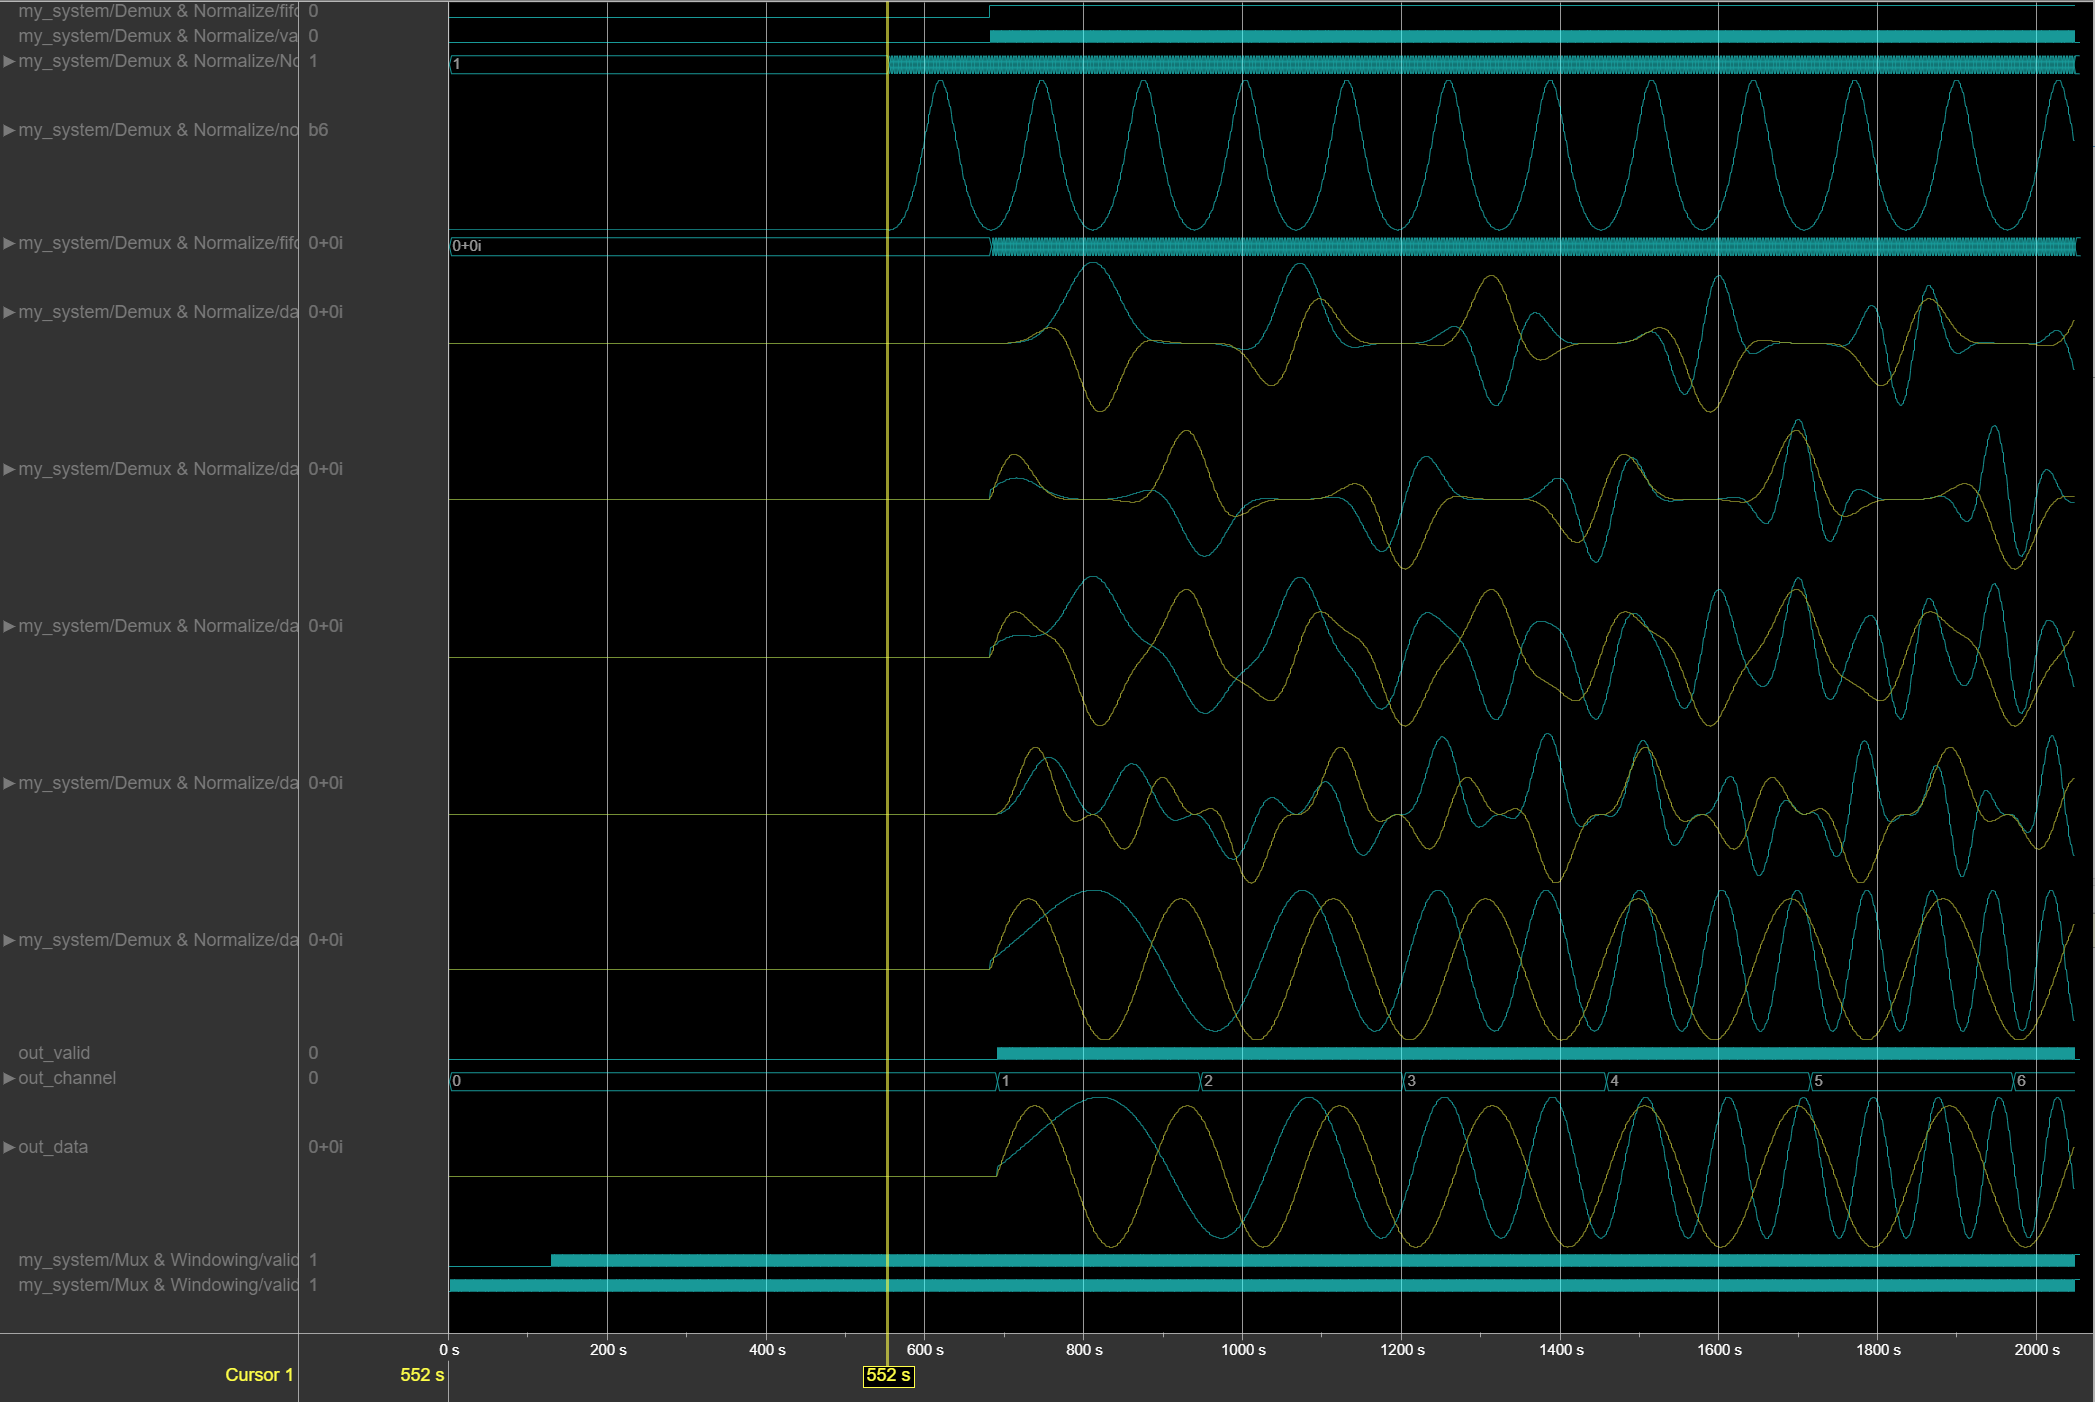 my_system/Demux & Normalize/fifo 0
my_system/Demux & Normalize/va 0
my_system/Demux & Normalize/No 1
1
my_system/Demux & Normalize/no b6
my_system/Demux & Normalize/fifo 0+0i
0+0i
my_system/Demux & Normalize/da 0+0i
my_system/Demux & Normalize/da 0+0i
my_system/Demux & Normalize/da 0+0i
my_system/Demux & Normalize/da 0+0i
my_system/Demux & Normalize/da 0+0i
out_valid 0
out_channel 0
0 1 2 3 4 5 6
out_data 0+0i
my_system/Mux & Windowing/valid 1
my_system/Mux & Windowing/valid 1
0 s 200 s 400 s 600 s 800 s 1000 s 1200 s 1400 s 1600 s 1800 s 2000 s
Cursor 1 552 s 552 s